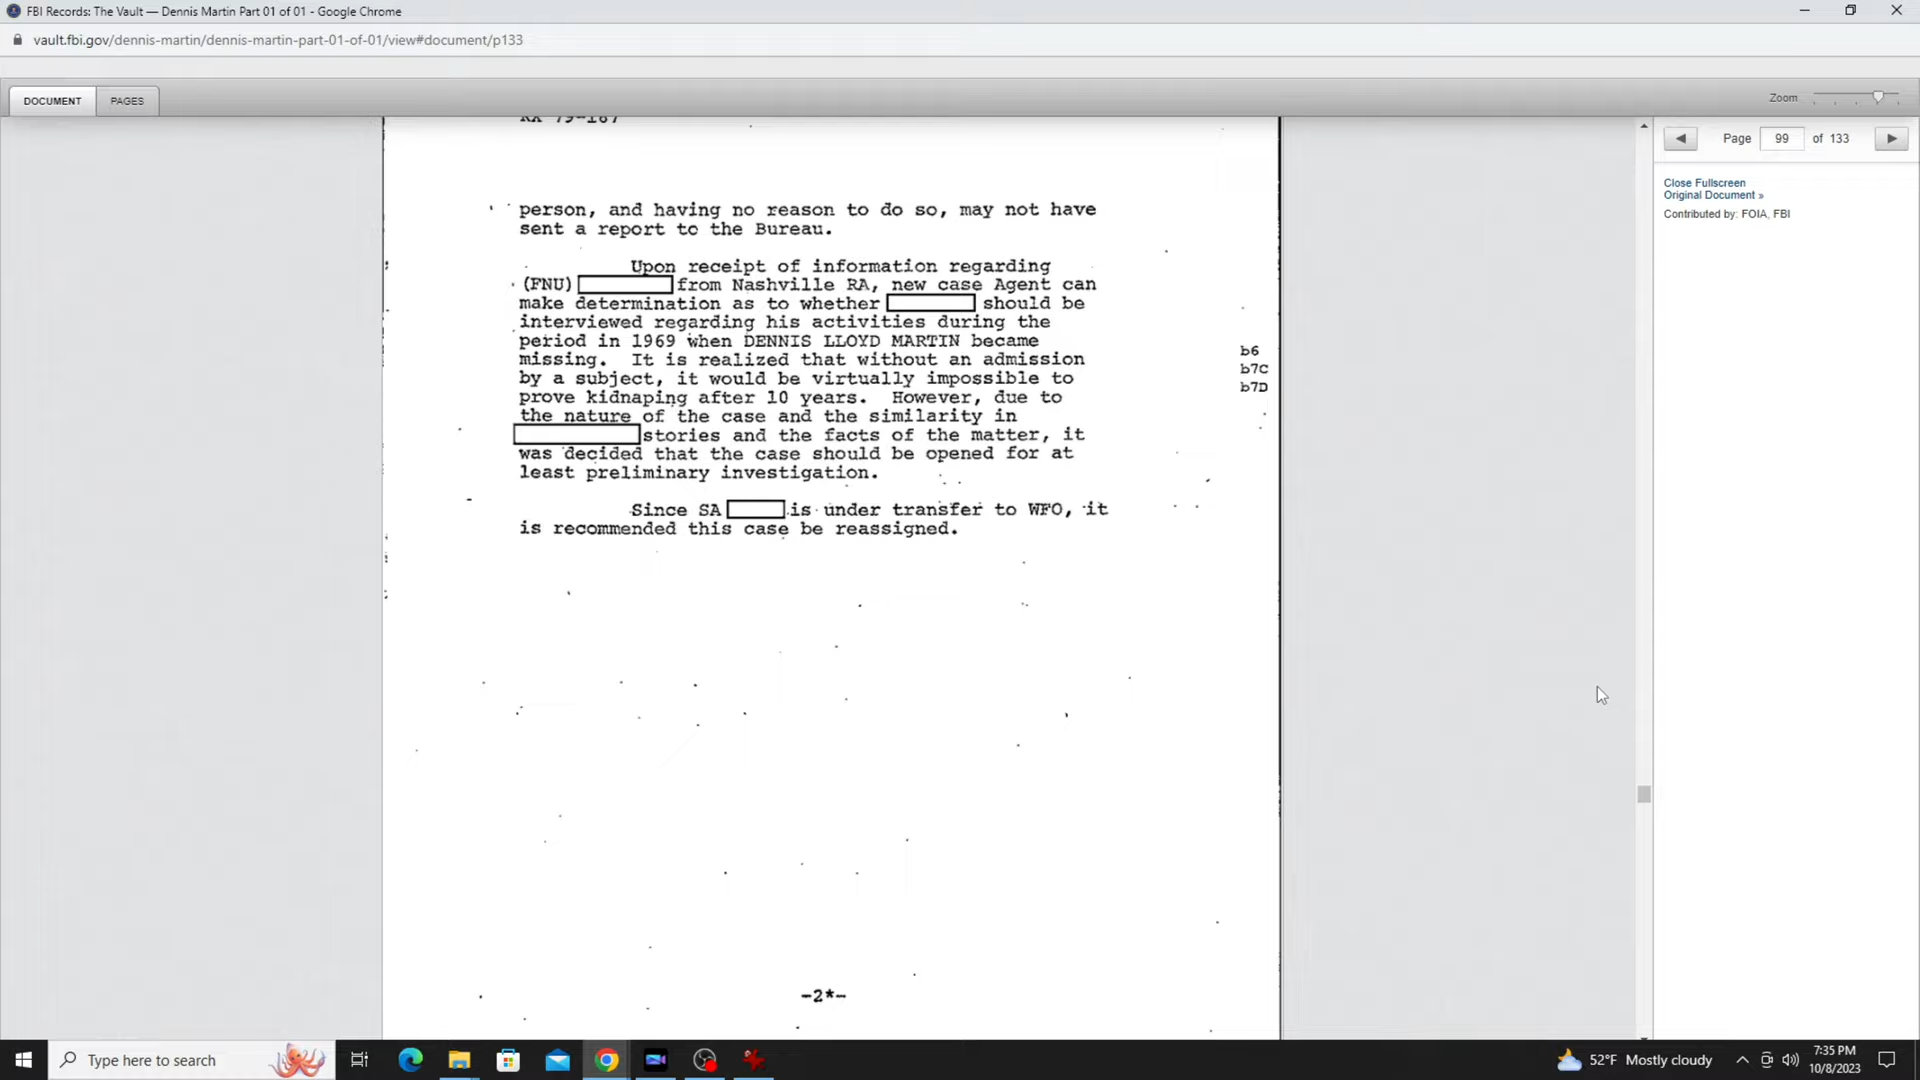 FBI Records: The Vault — Dennis Martin Part 01 of 01 - Google Chrome
vault.fbi.gov/dennis-martin/dennis-martin-part-01-of-01/view#document/p133
DOCUMENT
PAGES
Zoom
Page 99 of 133
Close Fullscreen
Original Document »
Contributed by: FOIA, FBI
person, and having no reason to do so, may not have
sent a report to the Bureau.
Upon receipt of information regarding
(FNU) from Nashville RA, new case Agent can
make determination as to whether should be
interviewed regarding his activities during the
period in 1969 when DENNIS LLOYD MARTIN became
missing. It is realized that without an admission
by a subject, it would be virtually impossible to
prove kidnaping after 10 years. However, due to
the nature of the case and the similarity in
stories and the facts of the matter, it
was decided that the case should be opened for at
least preliminary investigation.
Since SA is under transfer to WFO, it
is recommended this case be reassigned.
b6
b7C
b7D
-2*-
Type here to search
52°F Mostly cloudy
7:35 PM
10/8/2023